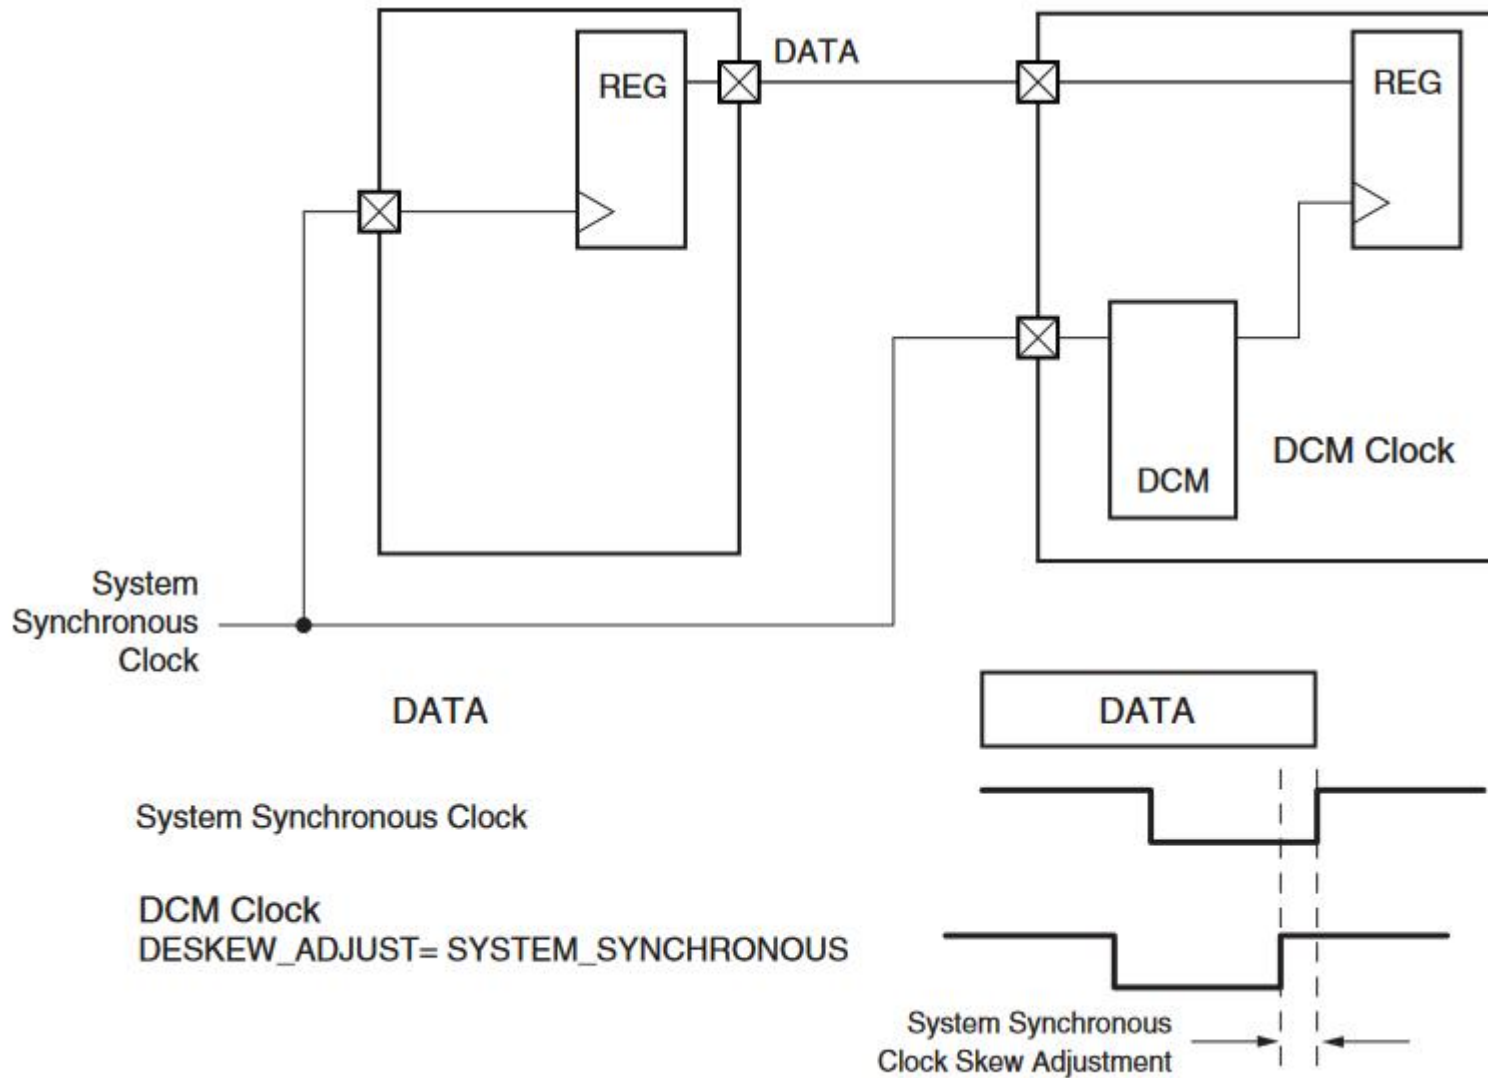 DATA
REG
REG
DCM
DCM Clock
System
Synchronous
Clock
DATA
DATA
System Synchronous Clock
DCM Clock
DESKEW_ADJUST= SYSTEM_SYNCHRONOUS
System Synchronous
Clock Skew Adjustment